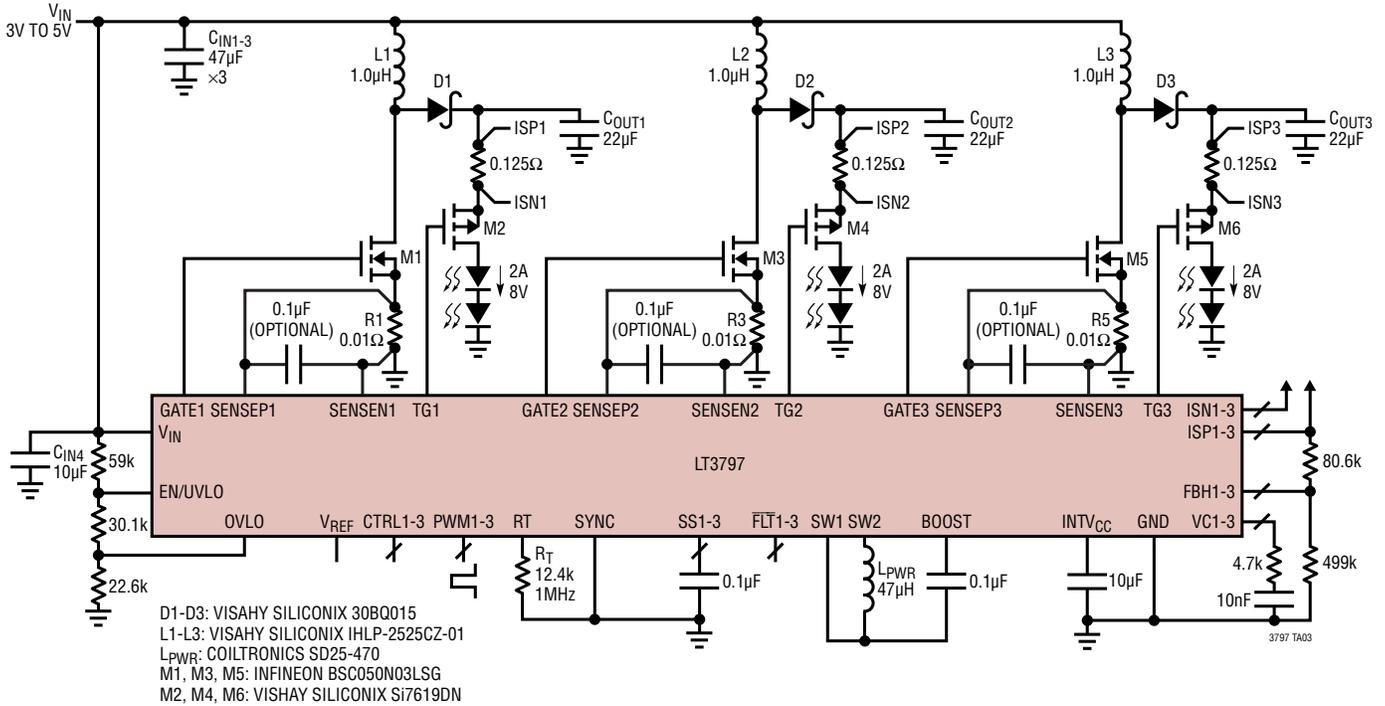 VIN
3V TO 5V
CIN1-3
47µF
×3
L1
1.0µH
D1
ISP1
COUT1
22µF
0.125Ω
ISN1
M2
M1
2A
8V
0.1µF
(OPTIONAL)
R1
0.01Ω
L2
1.0µH
D2
ISP2
COUT2
22µF
0.125Ω
ISN2
M4
M3
2A
8V
0.1µF
(OPTIONAL)
R3
0.01Ω
L3
1.0µH
D3
ISP3
COUT3
22µF
0.125Ω
ISN3
M6
M5
2A
8V
0.1µF
(OPTIONAL)
R5
0.01Ω
GATE1 SENSEP1 SENSEN1 TG1 GATE2 SENSEP2 SENSEN2 TG2 GATE3 SENSEP3 SENSEN3 TG3 ISN1-3
VIN
ISP1-3
CIN4
10µF
59k
LT3797
80.6k
EN/UVLO
FBH1-3
30.1k
OVLO VREF CTRL1-3 PWM1-3 RT SYNC SS1-3 FLT1-3 SW1 SW2 BOOST INTVCC GND VC1-3
22.6k
RT
12.4k
1MHz
0.1µF
LPWR
47µH
0.1µF
10µF
4.7k
499k
10nF
D1-D3: VISAHY SILICONIX 30BQ015
L1-L3: VISAHY SILICONIX IHLP-2525CZ-01
LPWR: COILTRONICS SD25-470
M1, M3, M5: INFINEON BSC050N03LSG
M2, M4, M6: VISHAY SILICONIX Si7619DN
3797 TA03